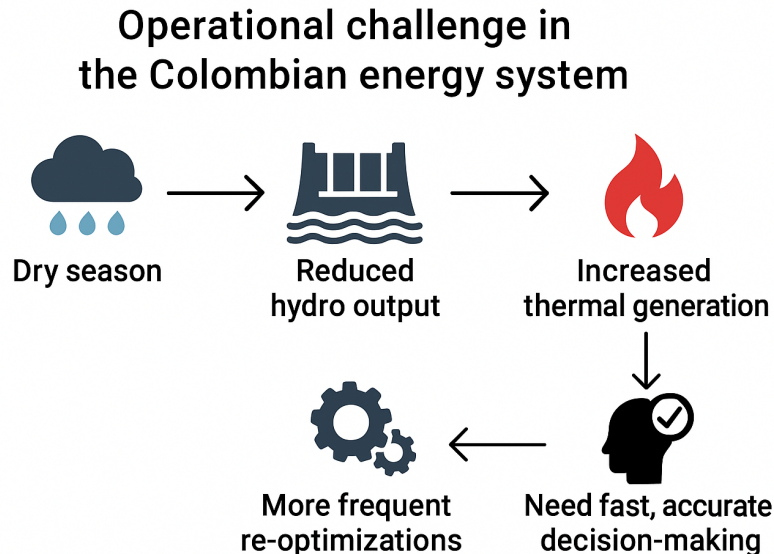 Operational challenge in
the Colombian energy system
Dry season
Reduced
hydro output
Increased
thermal generation
Need fast, accurate
decision-making
More frequent
re-optimizations